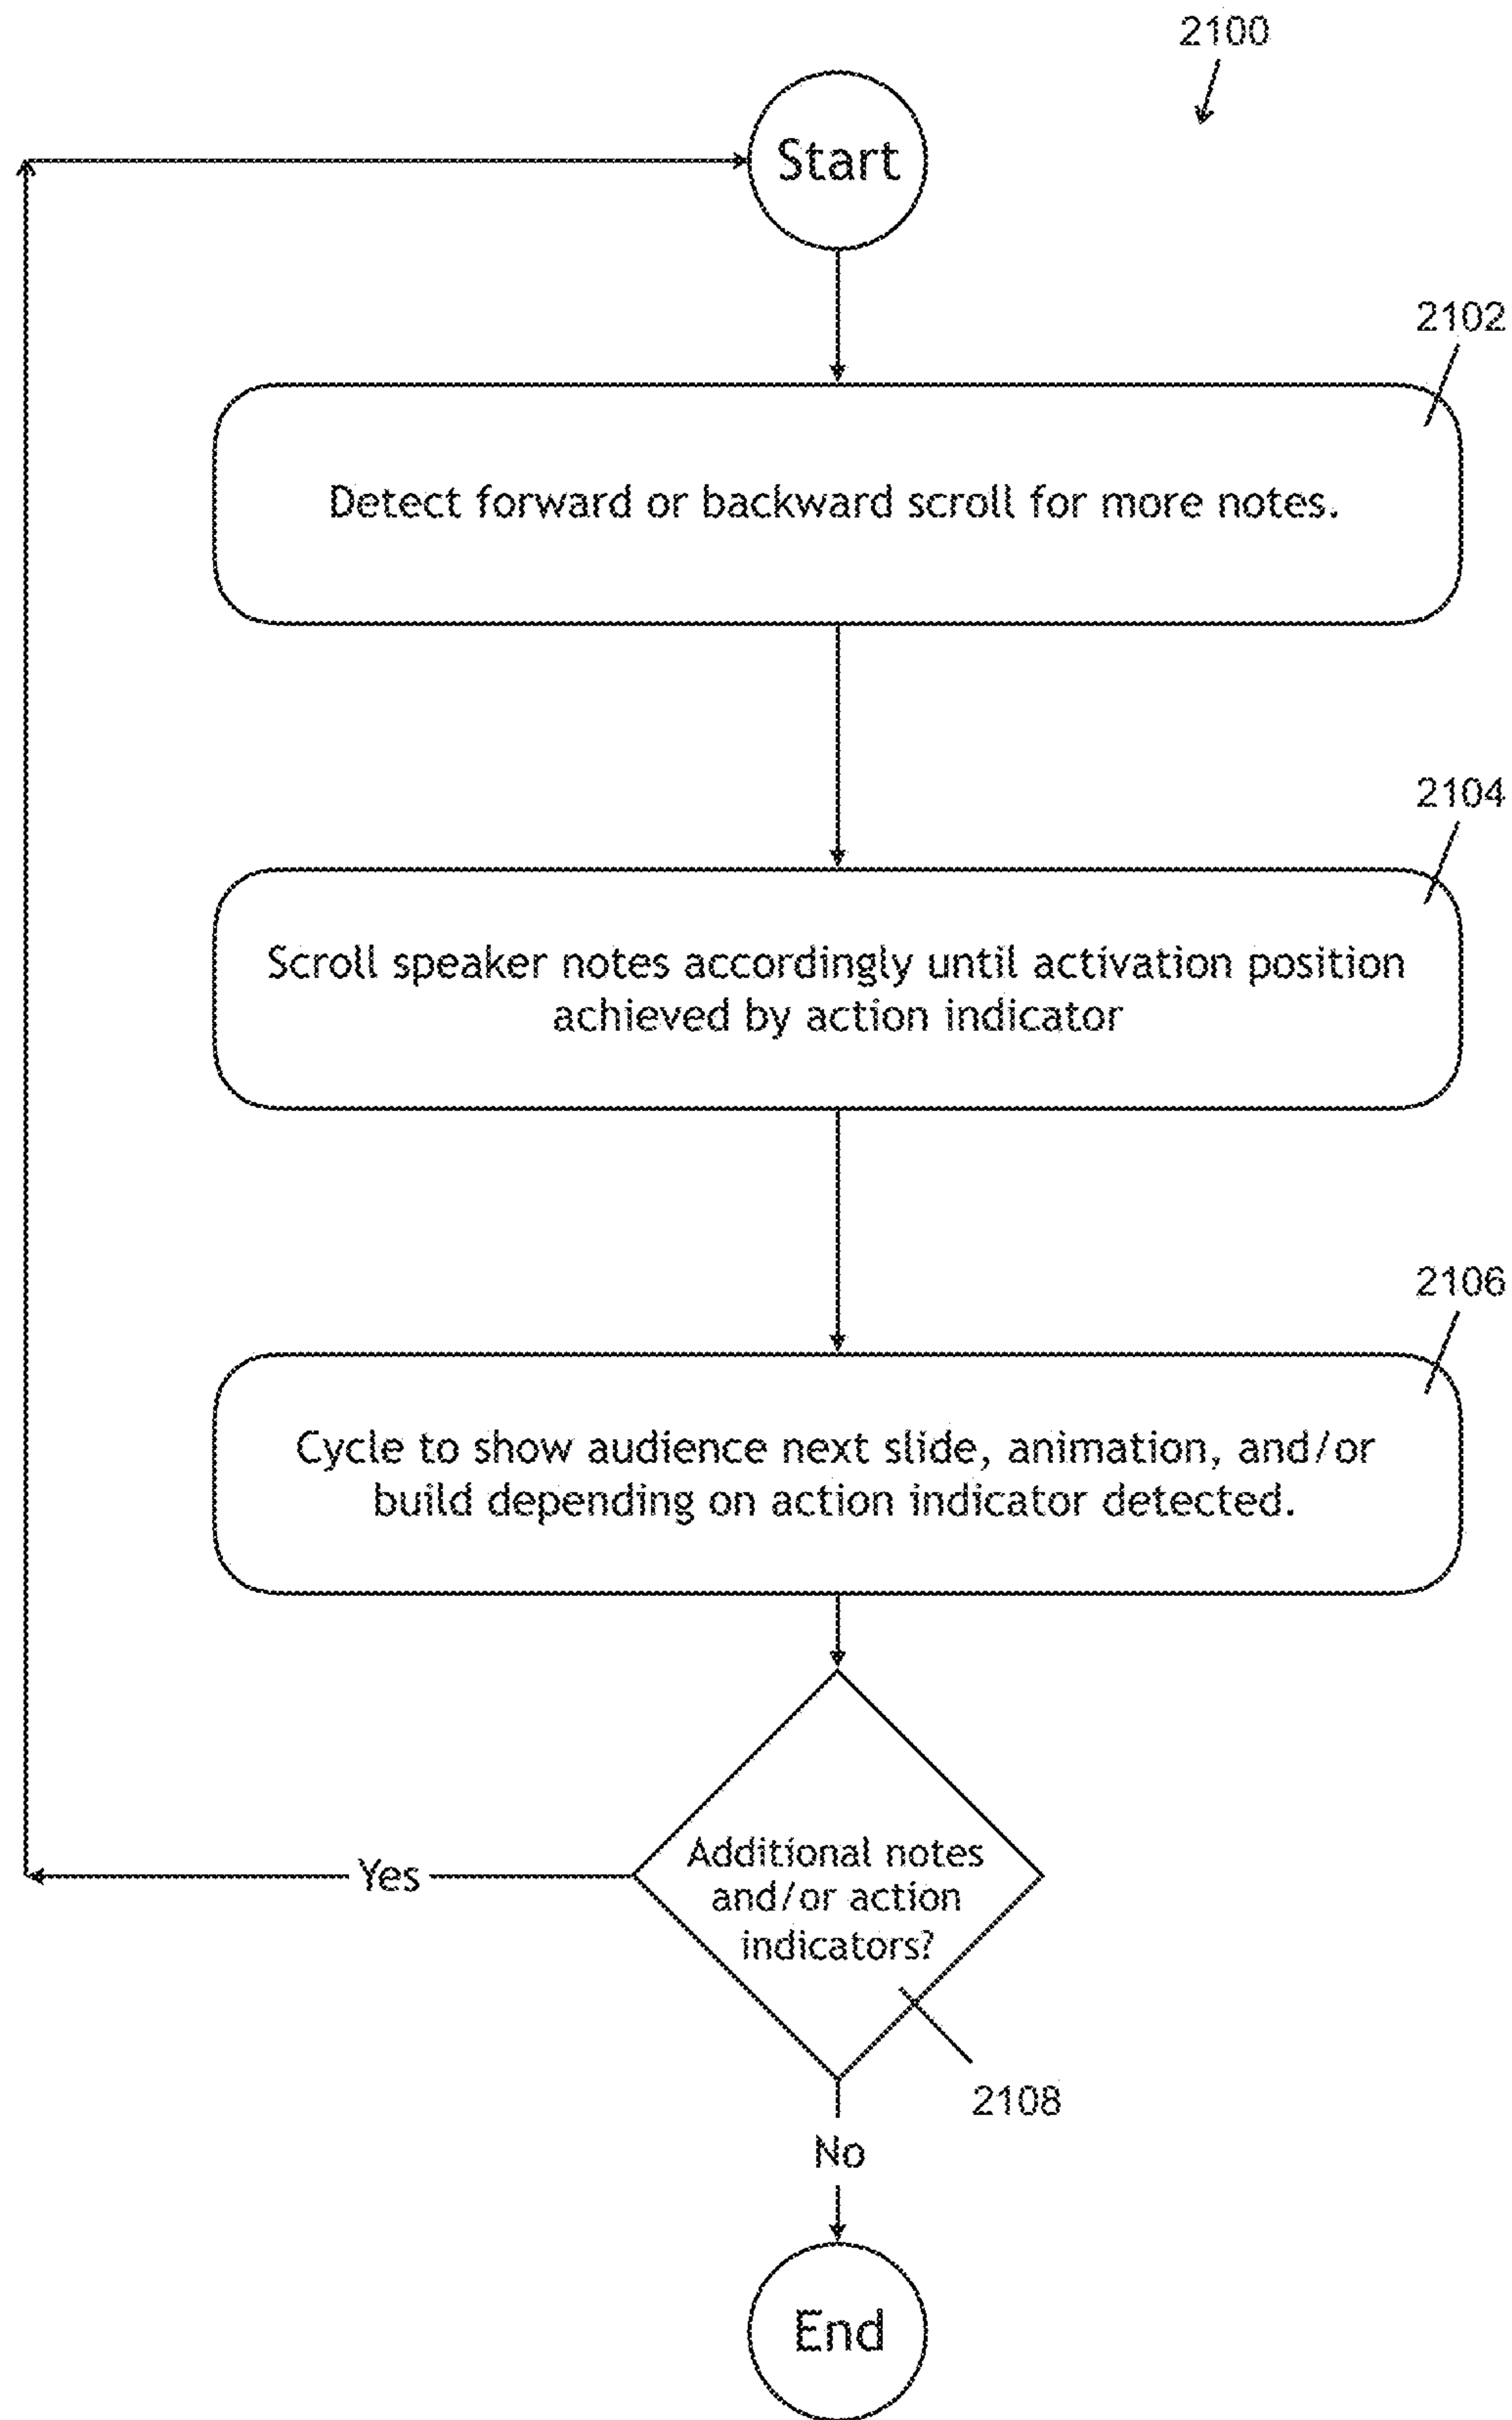 2100
Start
2102
Detect forward or backward scroll for more notes.
2104
Scroll speaker notes accordingly until activation position
achieved by action indicator
2106
Cycle to show audience next slide, animation, and/or
build depending on action indicator detected.
Additional notes
and/or action
indicators?
Yes
2108
No
End